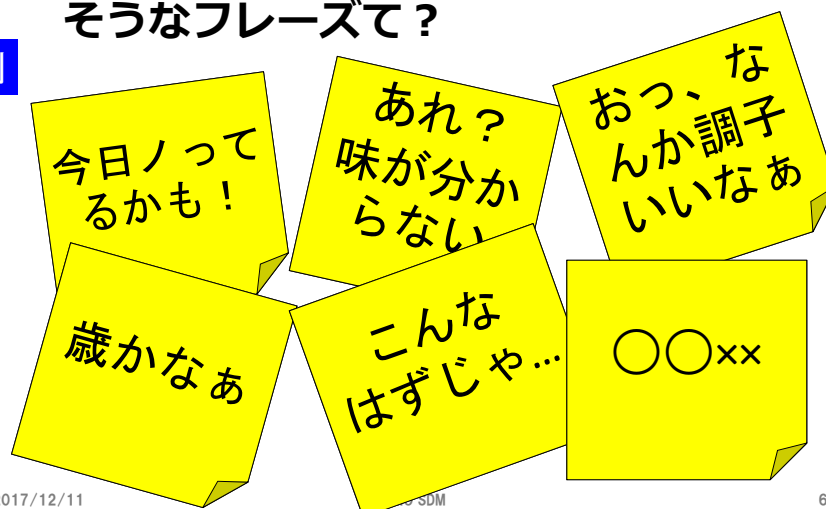 そうなフレーズて？
今日ノって
るかも！
あれ？
味が分か
らない
おっ、な
んか調子
いいなぁ
歳かなぁ
こんな
はずじゃ…
〇〇××
2017/12/11
SDM
6